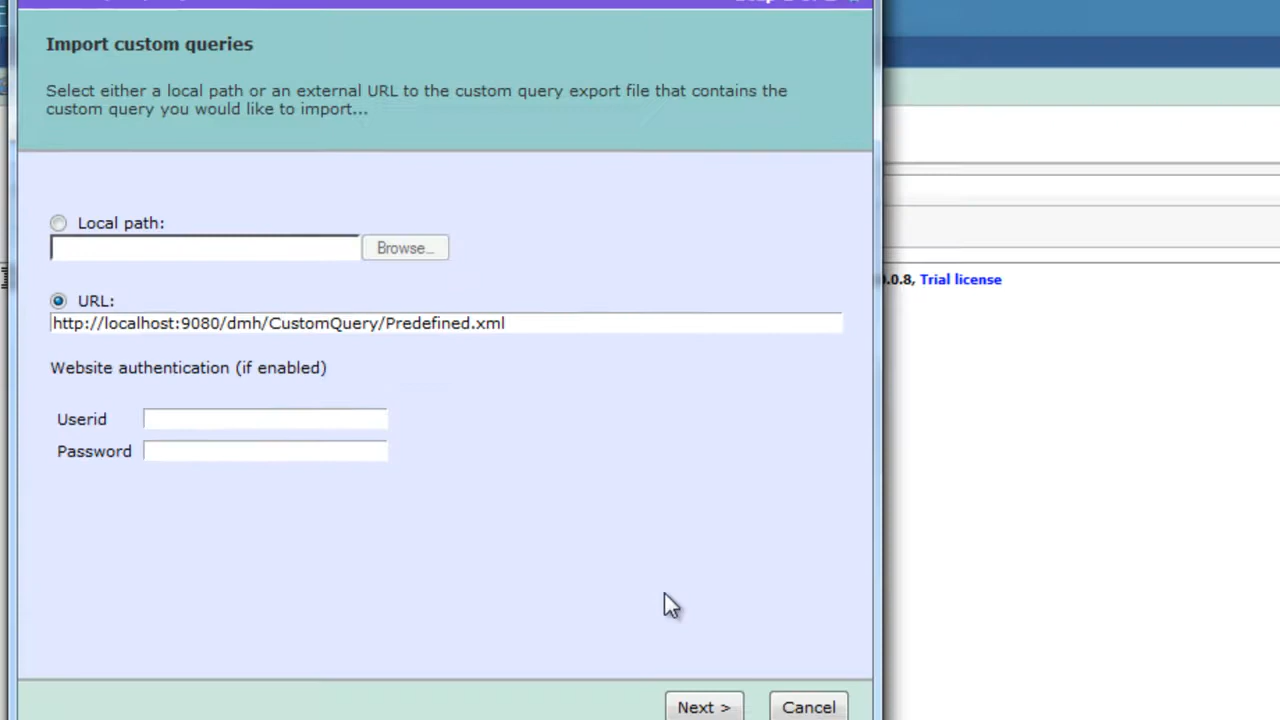 Import custom queries
Select either a local path or an external URL to the custom query export file that contains the
custom query you would like to import...
Local path:
Browse...
URL:
http://localhost:9080/dmh/CustomQuery/Predefined.xml
.0.8, Trial license
Website authentication (if enabled)
Userid
Password
Next >
Cancel